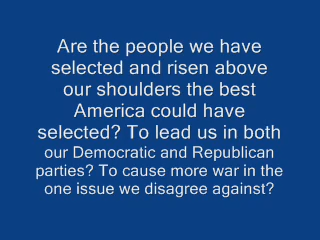 Are the people we have
selected and risen above
our shoulders the best
America could have
selected? To lead us in both
our Democratic and Republican
parties? To cause more war in the
one issue we disagree against?